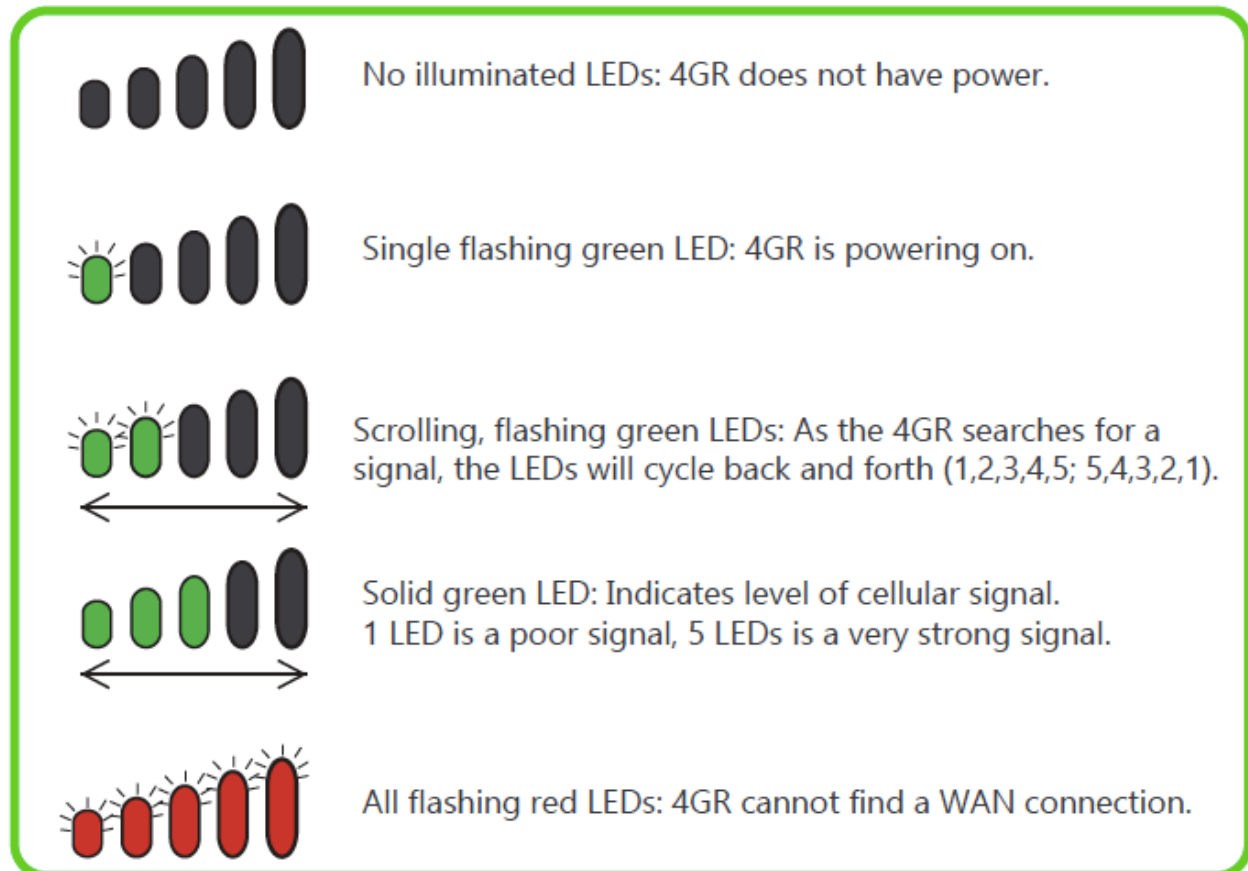 No illuminated LEDs: 4GR does not have power.
Single flashing green LED: 4GR is powering on.
Scrolling, flashing green LEDs: As the 4GR searches for a
signal, the LEDs will cycle back and forth (1,2,3,4,5; 5,4,3,2,1).
Solid green LED: Indicates level of cellular signal.
1 LED is a poor signal, 5 LEDs is a very strong signal.
All flashing red LEDs: 4GR cannot find a WAN connection.